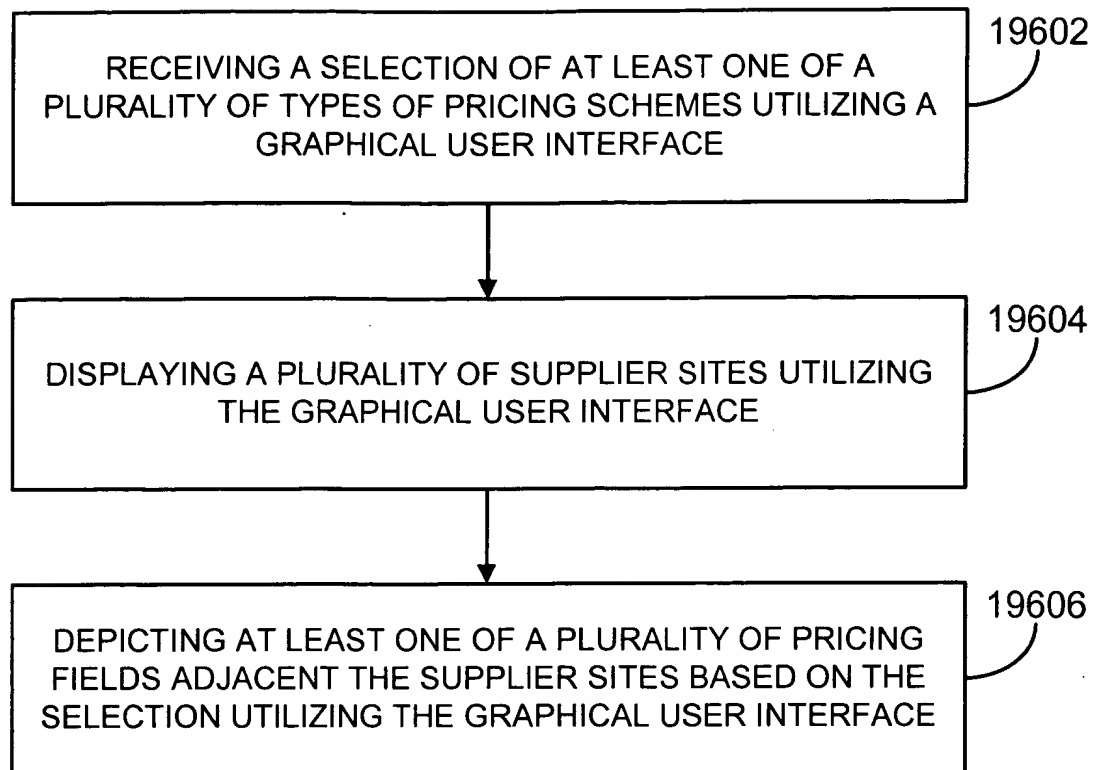 19602
RECEIVING A SELECTION OF AT LEAST ONE OF A
PLURALITY OF TYPES OF PRICING SCHEMES UTILIZING A
GRAPHICAL USER INTERFACE
19604
DISPLAYING A PLURALITY OF SUPPLIER SITES UTILIZING
THE GRAPHICAL USER INTERFACE
19606
DEPICTING AT LEAST ONE OF A PLURALITY OF PRICING
FIELDS ADJACENT THE SUPPLIER SITES BASED ON THE
SELECTION UTILIZING THE GRAPHICAL USER INTERFACE